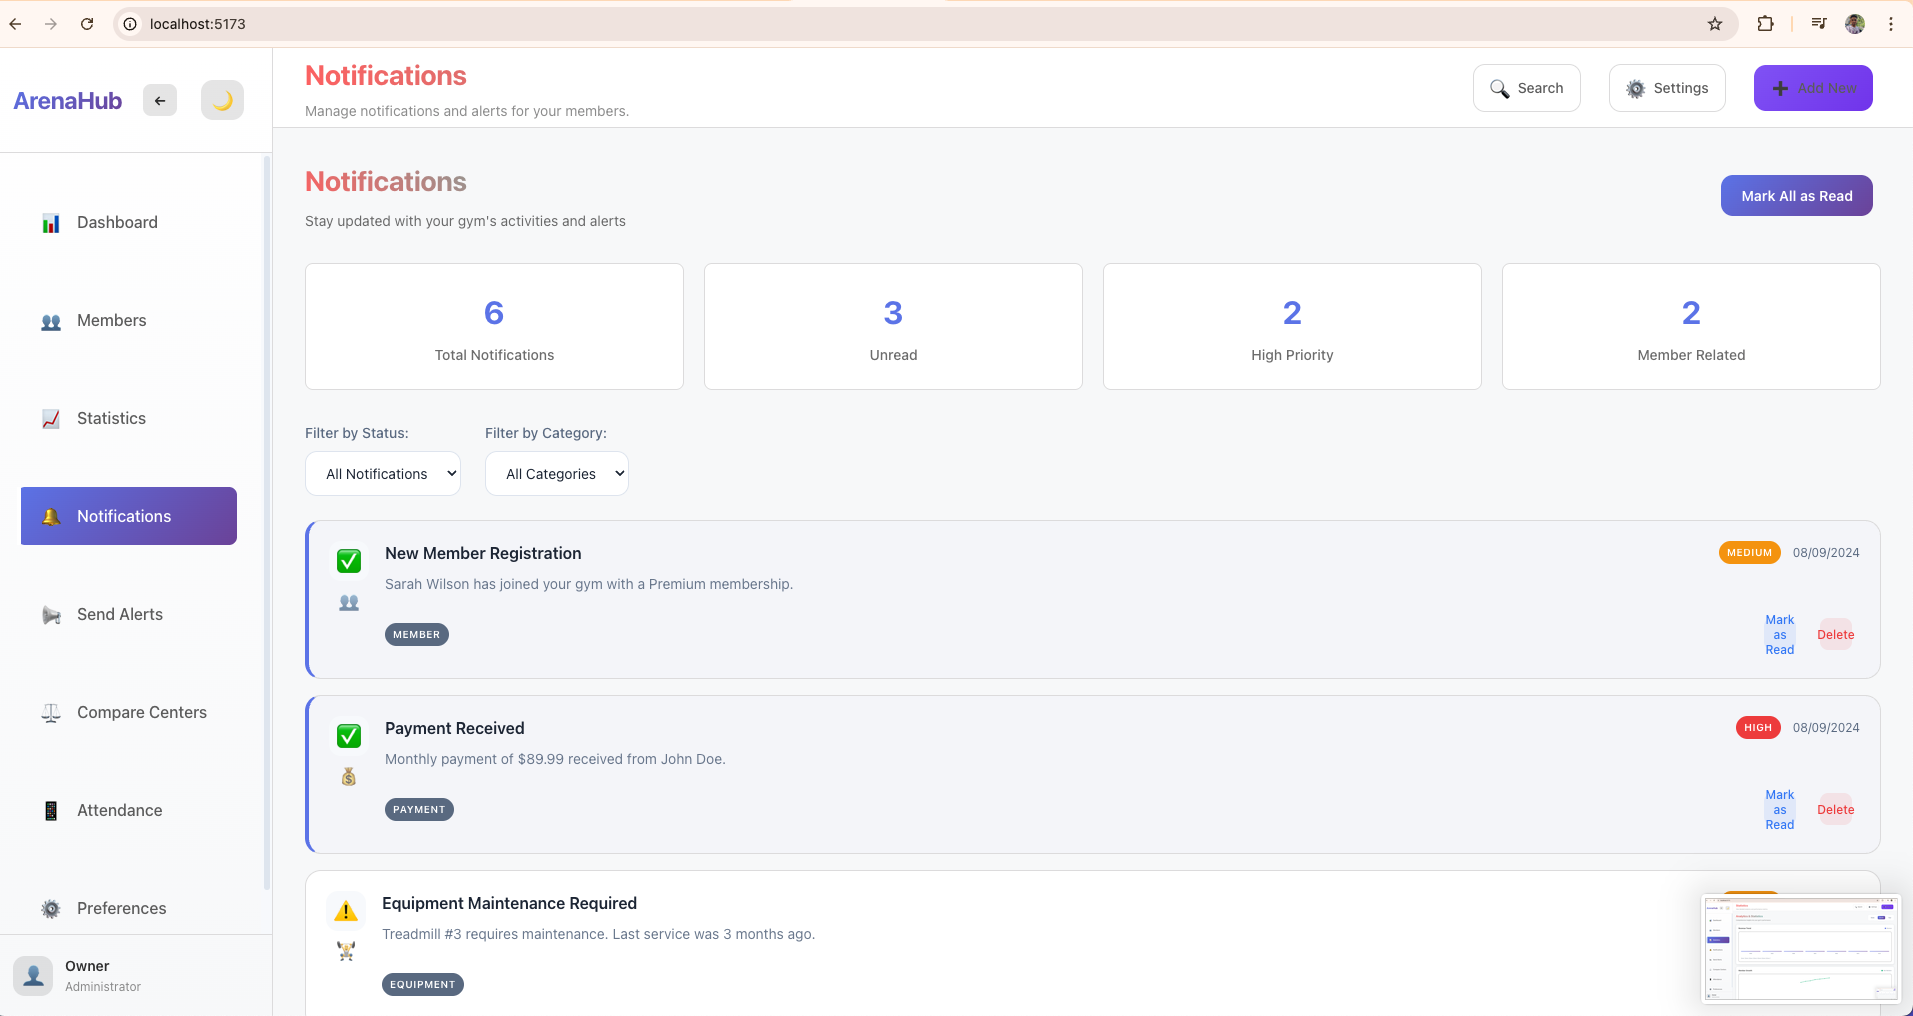 localhost:5173
ArenaHub
Notifications
Manage notifications and alerts for your members.
Search
Settings
Add New
Dashboard
Members
Statistics
Notifications
Send Alerts
Compare Centers
Attendance
Preferences
Owner
Administrator
Notifications
Stay updated with your gym's activities and alerts
Mark All as Read
6
Total Notifications
3
Unread
2
High Priority
2
Member Related
Filter by Status:
All Notifications
Filter by Category:
All Categories
New Member Registration
Sarah Wilson has joined your gym with a Premium membership.
MEMBER
MEDIUM
08/09/2024
Mark
as
Read
Delete
Payment Received
Monthly payment of $89.99 received from John Doe.
PAYMENT
HIGH
08/09/2024
Mark
as
Read
Delete
Equipment Maintenance Required
Treadmill #3 requires maintenance. Last service was 3 months ago.
EQUIPMENT